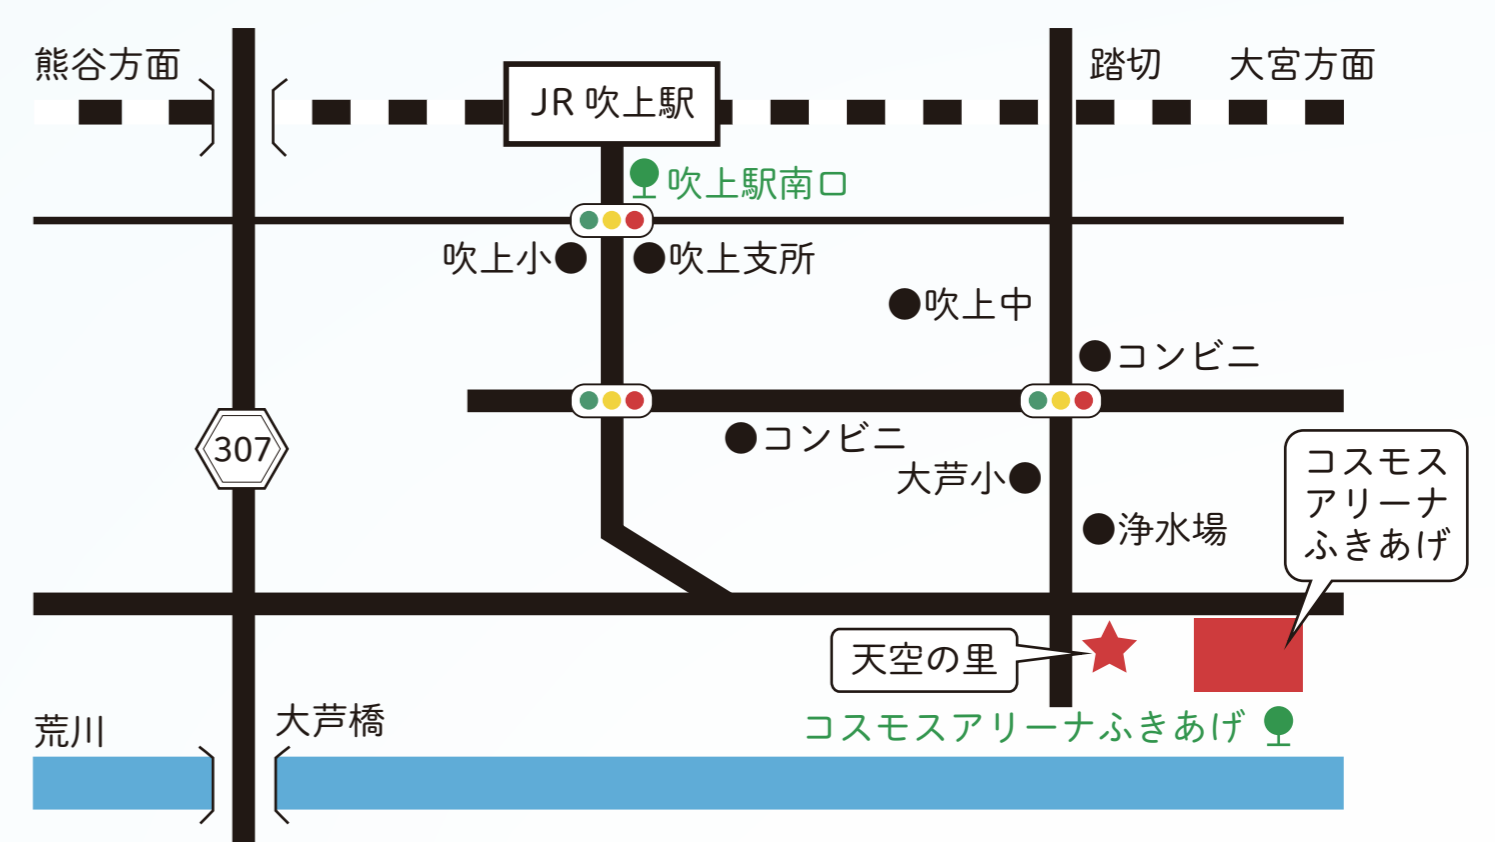 熊谷方面
踏切
大宮方面
JR 吹上駅
吹上駅南口
吹上小
吹上支所
吹上中
コンビニ
307
コンビニ
大芦小
浄水場
コスモス
アリーナ
ふきあげ
天空の里
荒川
大芦橋
コスモスアリーナふきあげ